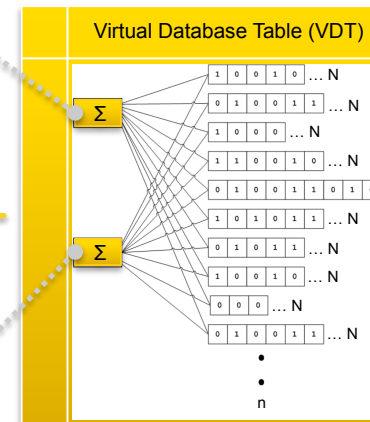 Virtual Database Table (VDT)
1 0 0 1 0 ... N
Σ
0 1 0 0 1 1 ... N
1 0 0 0 ... N
1 1 0 0 1 0 ... N
0 1 0 0 1 1 0 1
1 0 1 0 1 1 ... N
Σ
0 1 0 1 1 ... N
1 0 0 1 0 ... N
0 0 0 ... N
0 1 0 0 1 1 ... N
•
•
n